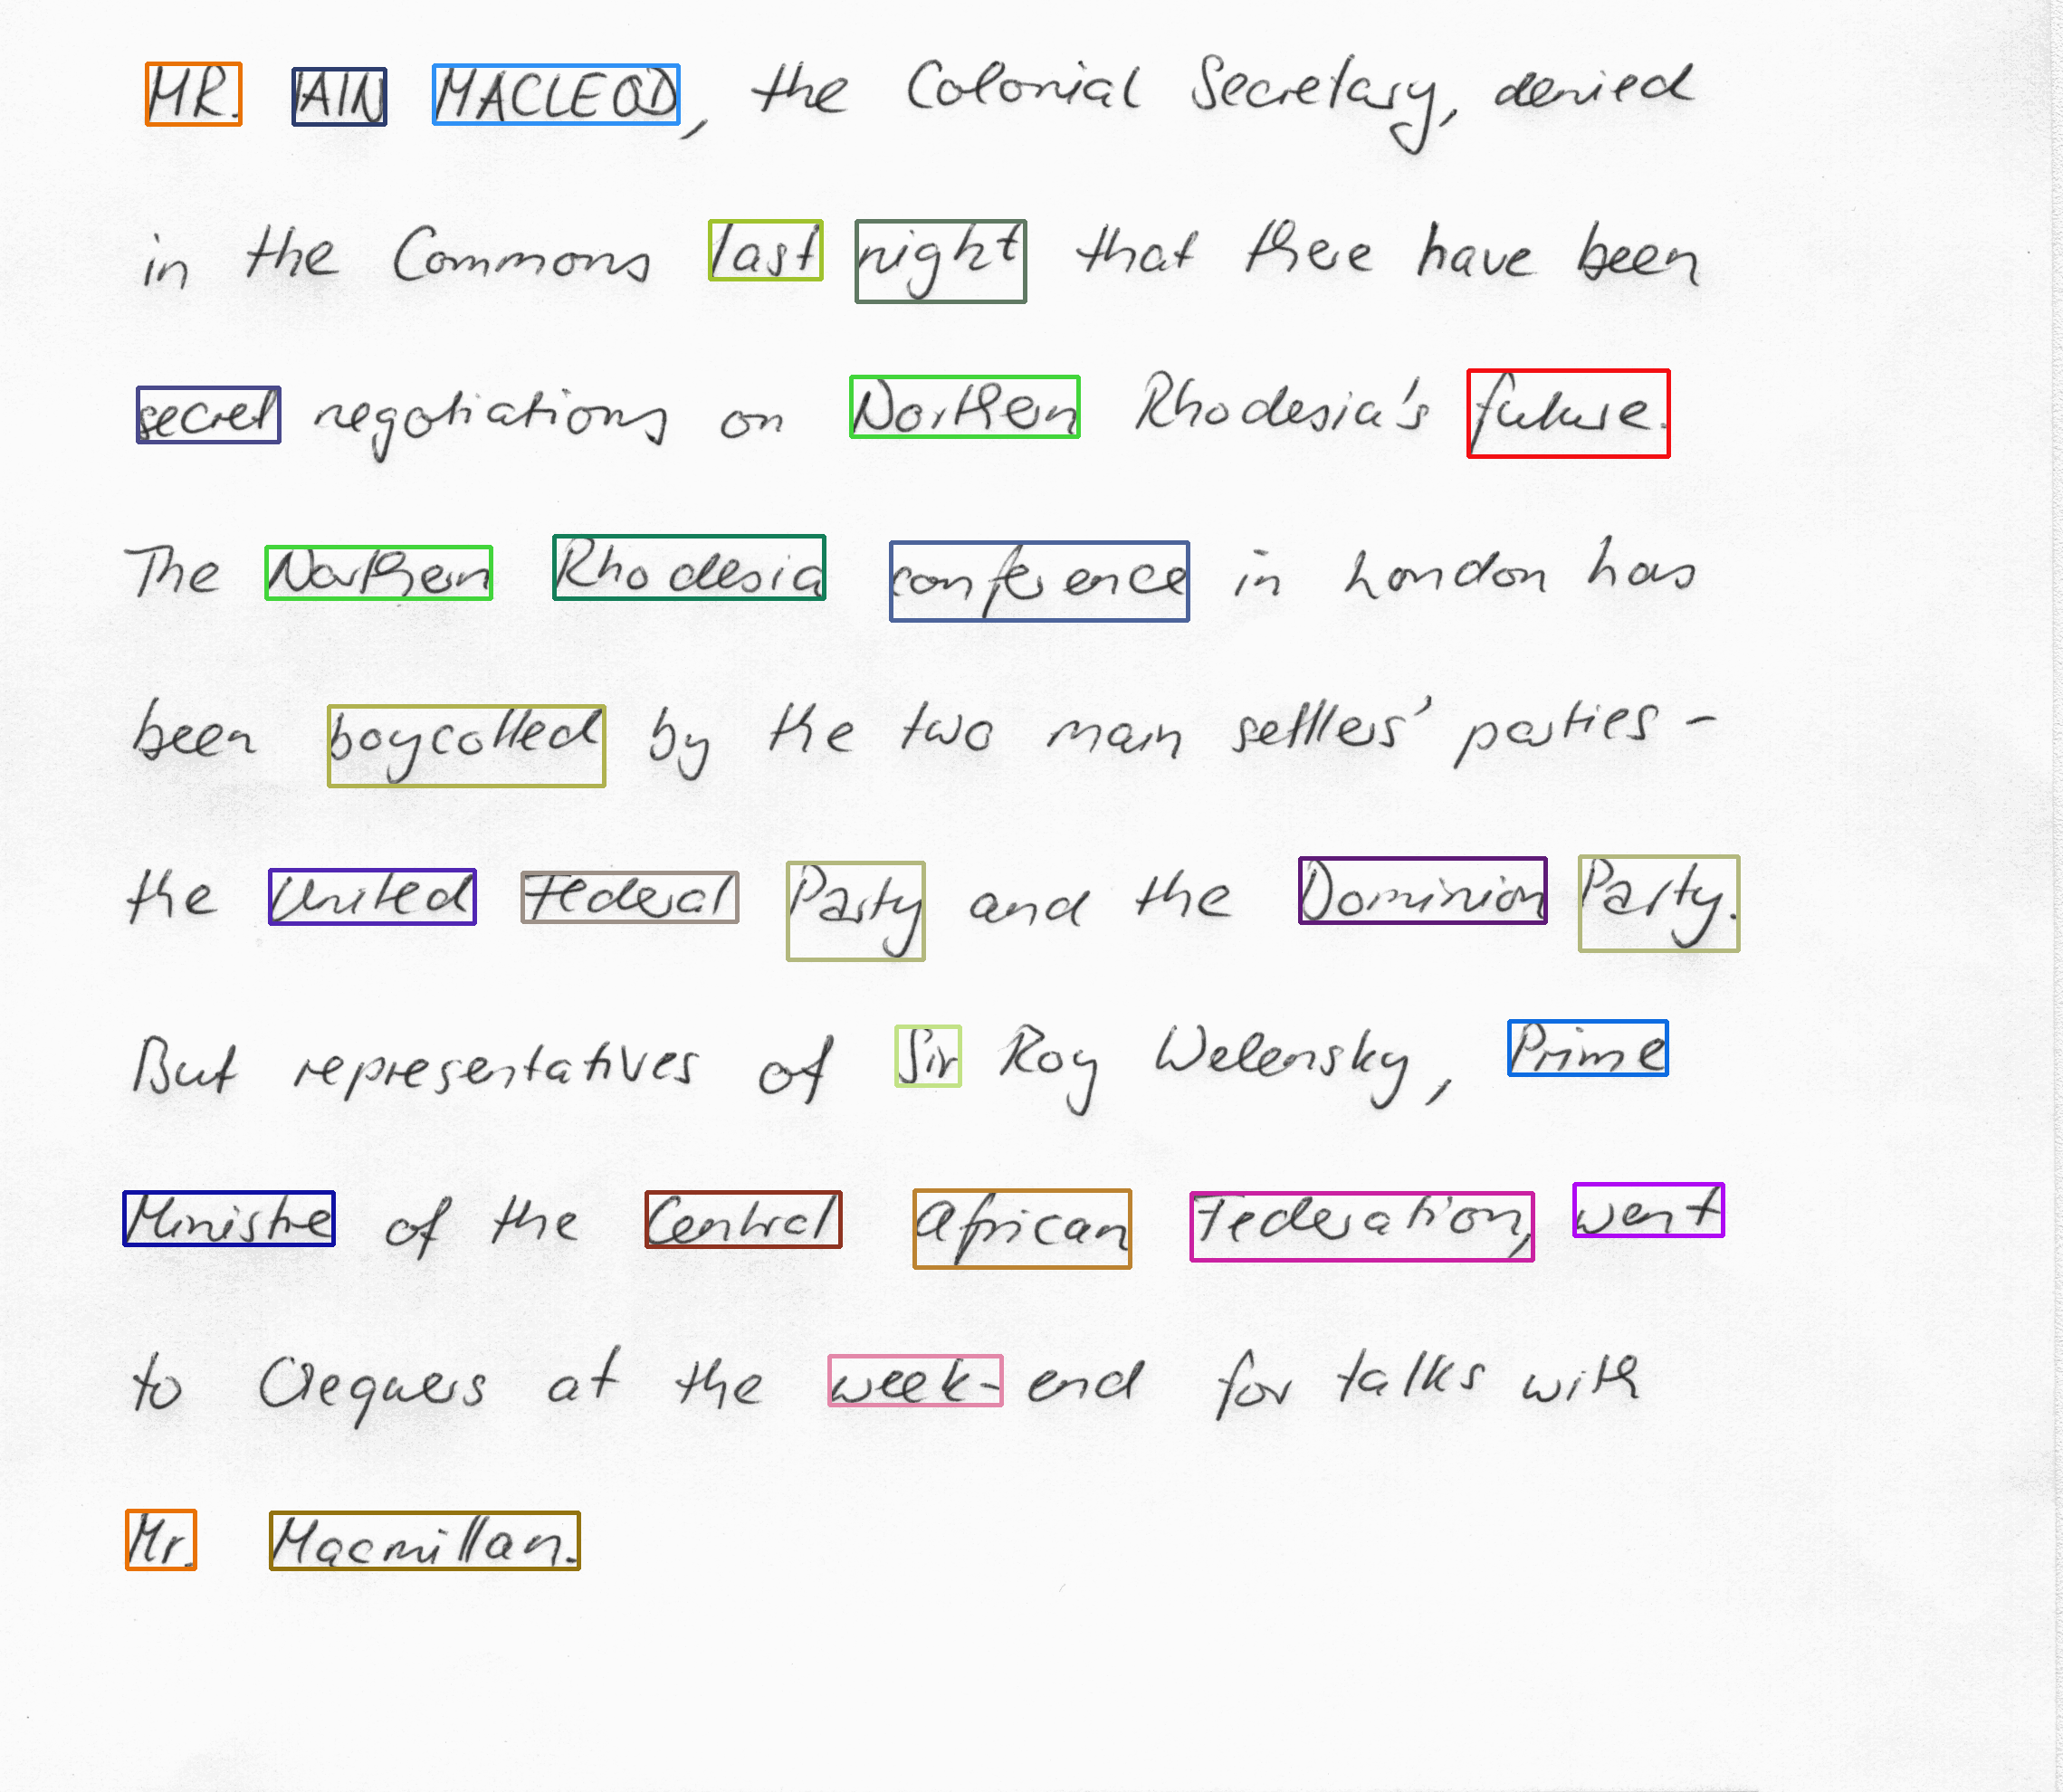 MR. IAIN MACLEOD, the Colonial Secretary, denied
in the Commons last night that there have been
secret negotiations on Northern Rhodesia's future.
The Northern Rhodesia conference in London has
been boycotted by the two main settlers' parties -
the United Federal Party and the Dominion Party.
But representatives of Sir Roy Welensky, Prime
Ministre of the Central African Federation, went
to Chequers at the week-end for talks with
Mr. Macmillan.